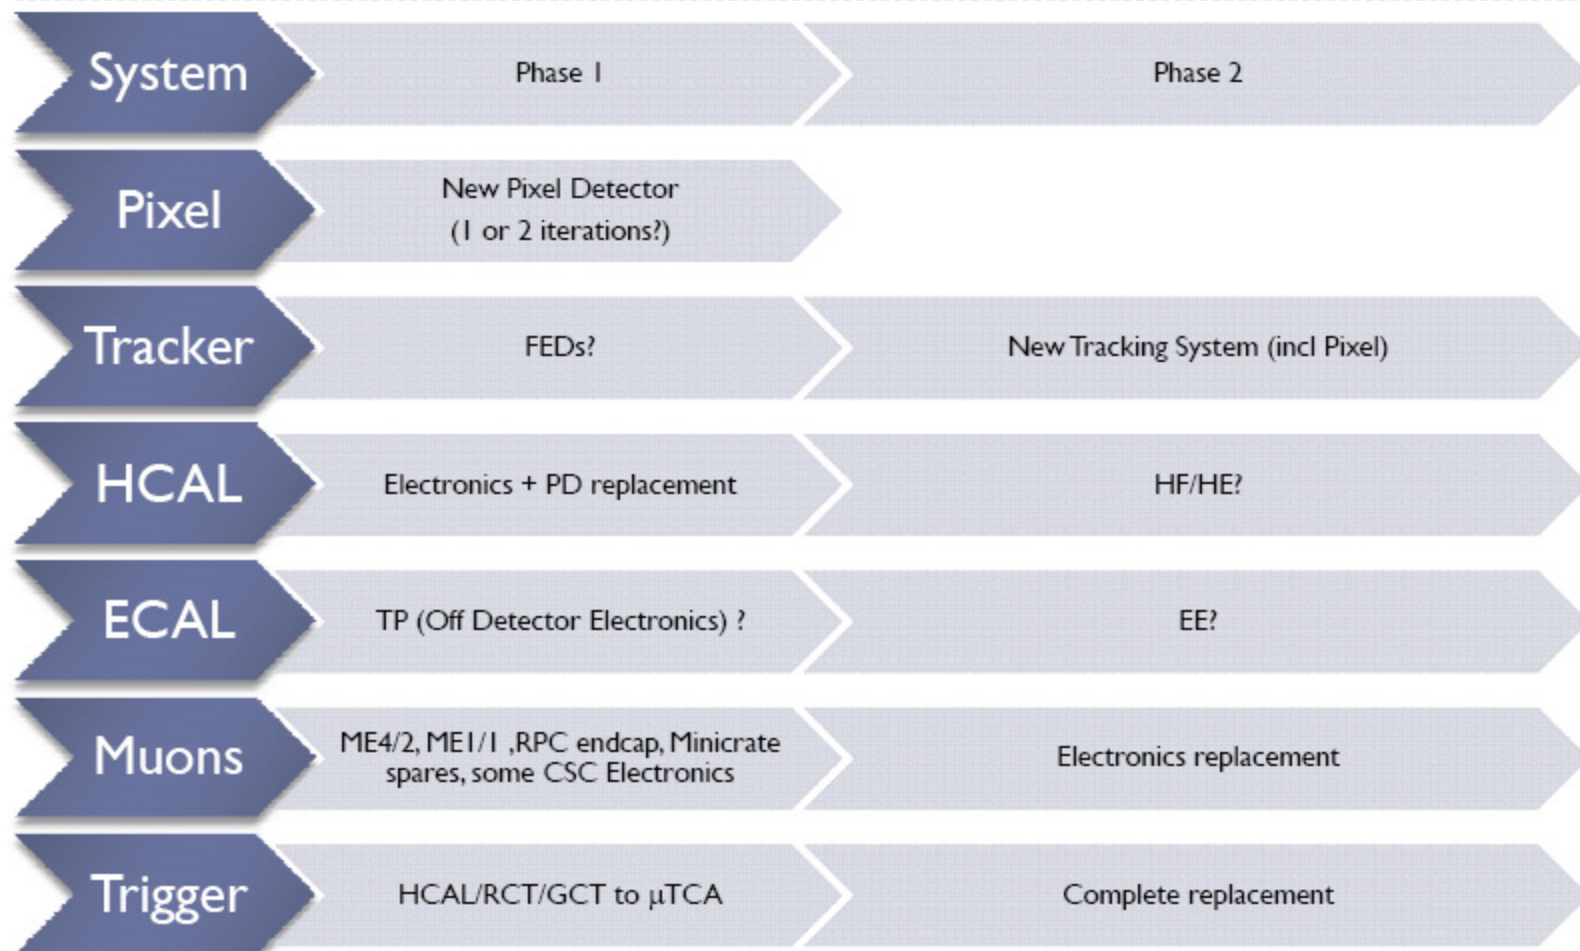 System
Phase 1
Phase 2
Pixel
New Pixel Detector
(1 or 2 iterations?)
Tracker
FEDs?
New Tracking System (incl Pixel)
HCAL
Electronics + PD replacement
HF/HE?
ECAL
TP (Off Detector Electronics) ?
EE?
Muons
ME4/2, ME1/1 ,RPC endcap, Minicrate
spares, some CSC Electronics
Electronics replacement
Trigger
HCAL/RCT/GCT to μTCA
Complete replacement